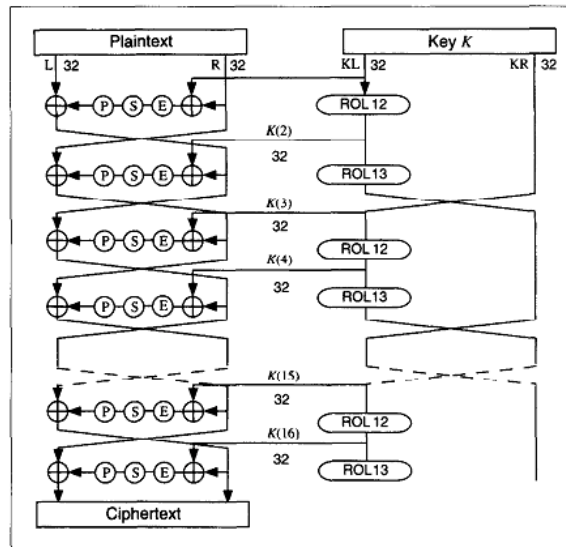 Plaintext Key K
L 32 R 32 KL 32 KR 32
P S E ROL 12
K(2)
32
P S E ROL13
K(3)
32
P S E ROL 12
K(4)
32
P S E ROL13
K(15)
32
P S E ROL 12
K(16)
32
P S E ROL13
Ciphertext